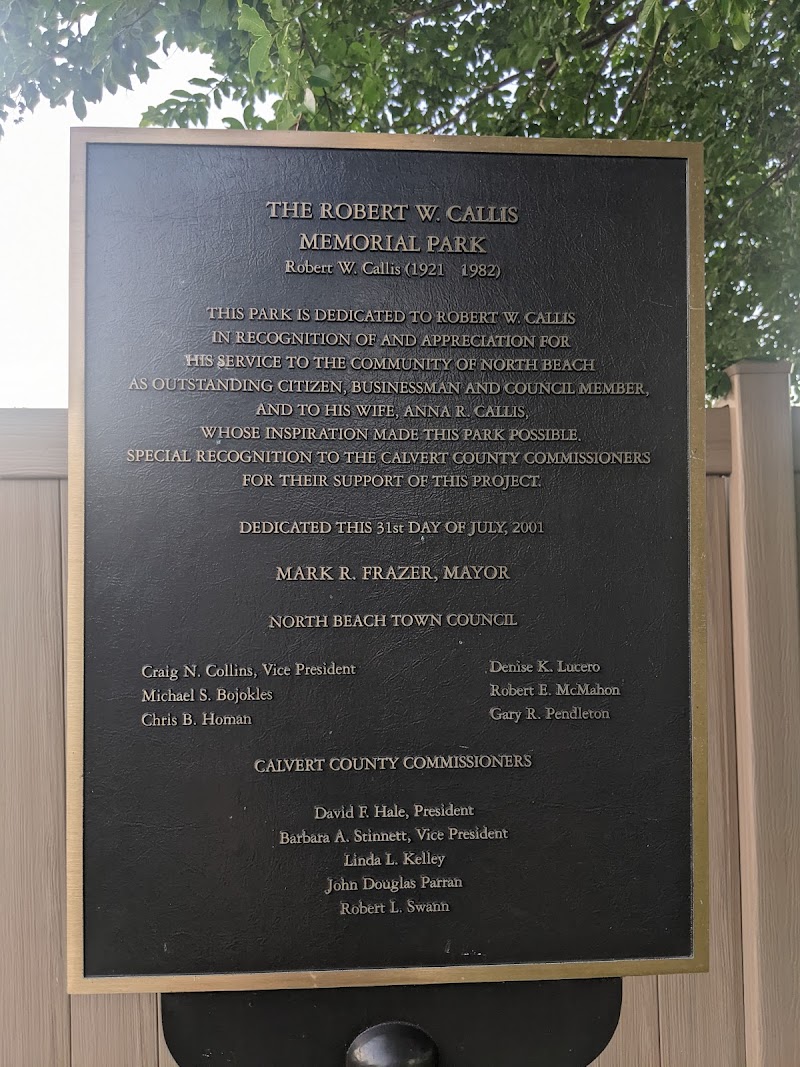 THE ROBERT W. CALLIS
MEMORIAL PARK
Robert W. Callis (1921 1982)
THIS PARK IS DEDICATED TO ROBERT W. CALLIS
IN RECOGNITION OF AND APPRECIATION FOR
HIS SERVICE TO THE COMMUNITY OF NORTH BEACH
AS OUTSTANDING CITIZEN, BUSINESSMAN AND COUNCIL MEMBER,
AND TO HIS WIFE, ANNA R. CALLIS,
WHOSE INSPIRATION MADE THIS PARK POSSIBLE.
SPECIAL RECOGNITION TO THE CALVERT COUNTY COMMISSIONERS
FOR THEIR SUPPORT OF THIS PROJECT.
DEDICATED THIS 31st DAY OF JULY, 2001
MARK R. FRAZER, MAYOR
NORTH BEACH TOWN COUNCIL
Craig N. Collins, Vice President
Michael S. Bojokles
Chris B. Homan
Denise K. Lucero
Robert E. McMahon
Gary R. Pendleton
CALVERT COUNTY COMMISSIONERS
David F. Hale, President
Barbara A. Stinnett, Vice President
Linda L. Kelley
John Douglas Parran
Robert L. Swann